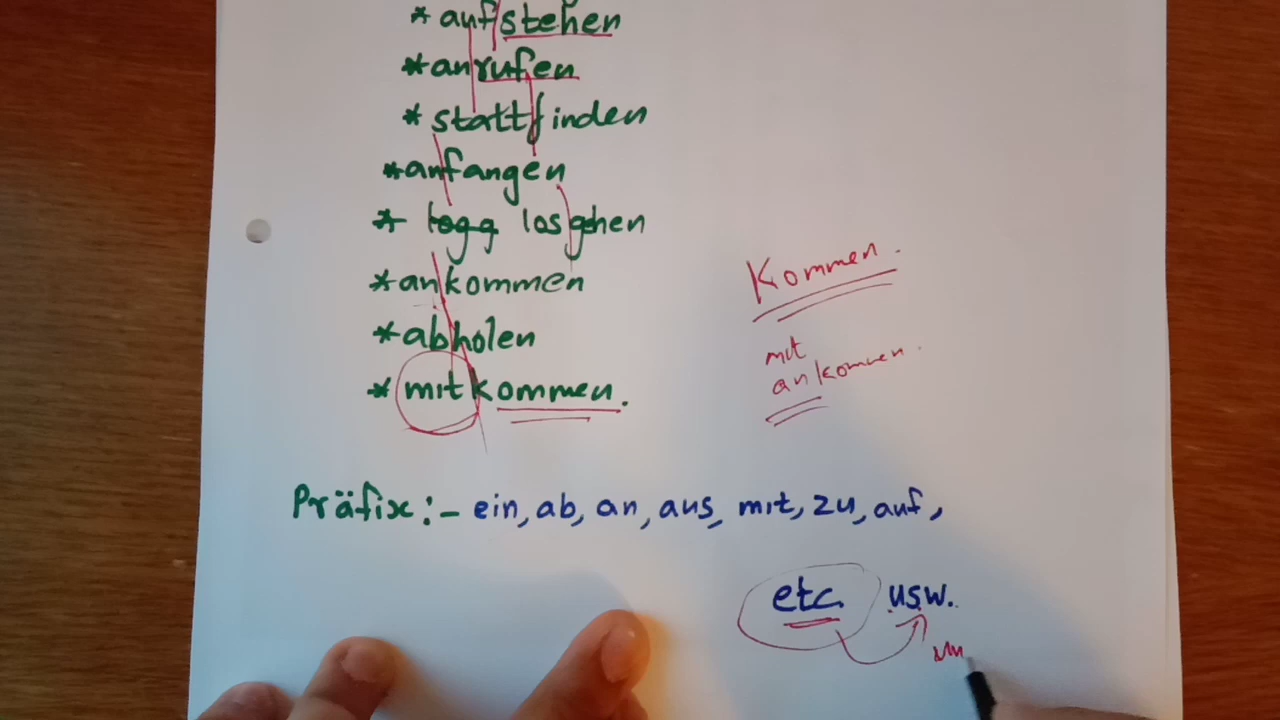 * aufstehen
* anrufen
* stattfinden
* anfangen
* logg losgehen
* ankommen
* abholen
* mitkommen.
Kommen.
mit
ankommen.
Präfix:- ein, ab, an, aus, mit, zu, auf,
etc. usw.